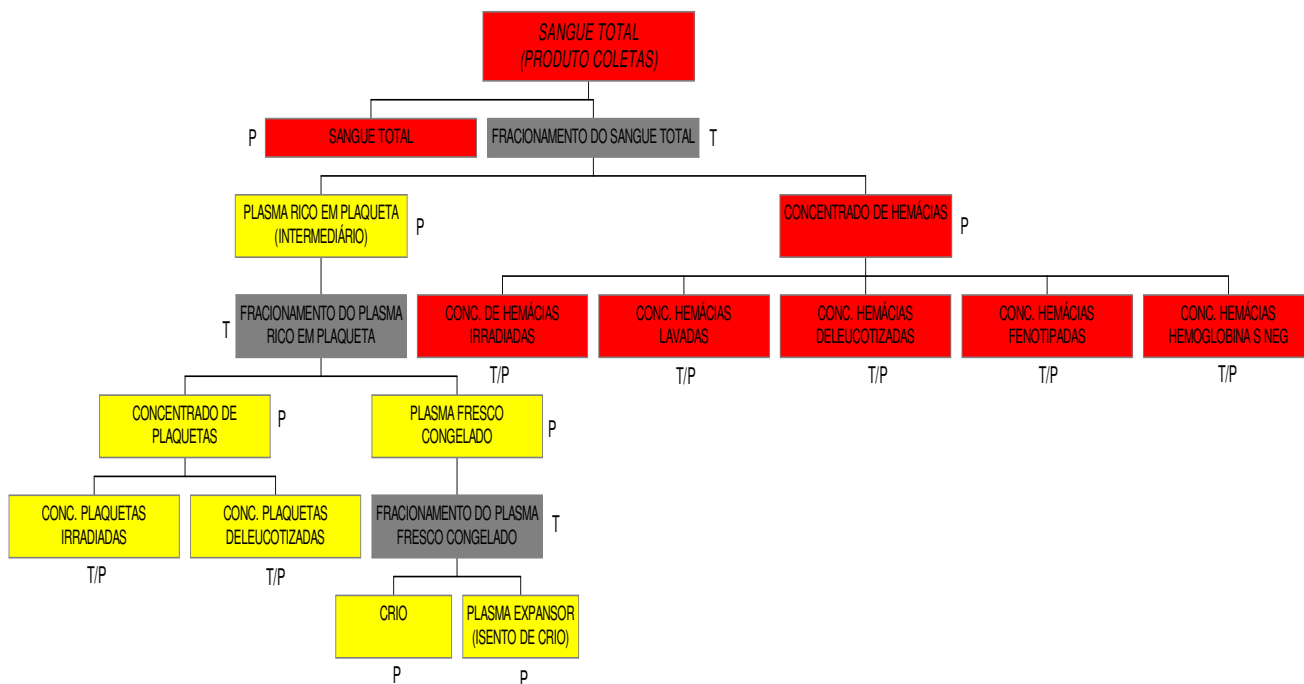 SANGUE TOTAL
(PRODUTO COLETAS)
P
SANGUE TOTAL
FRACIONAMENTO DO SANGUE TOTAL
T
PLASMA RICO EM PLAQUETA
(INTERMEDIÁRIO)
P
CONCENTRADO DE HEMÁCIAS
P
T
FRACIONAMENTO DO PLASMA
RICO EM PLAQUETA
CONC. DE HEMÁCIAS
IRRADIADAS
T/P
CONC. HEMÁCIAS
LAVADAS
T/P
CONC. HEMÁCIAS
DELEUCOTIZADAS
T/P
CONC. HEMÁCIAS
FENOTIPADAS
T/P
CONC. HEMÁCIAS
HEMOGLOBINA S NEG
T/P
CONCENTRADO DE
PLAQUETAS
P
PLASMA FRESCO
CONGELADO
P
CONC. PLAQUETAS
IRRADIADAS
T/P
CONC. PLAQUETAS
DELEUCOTIZADAS
T/P
FRACIONAMENTO DO PLASMA
FRESCO CONGELADO
T
CRIO
P
PLASMA EXPANSOR
(ISENTO DE CRIO)
P